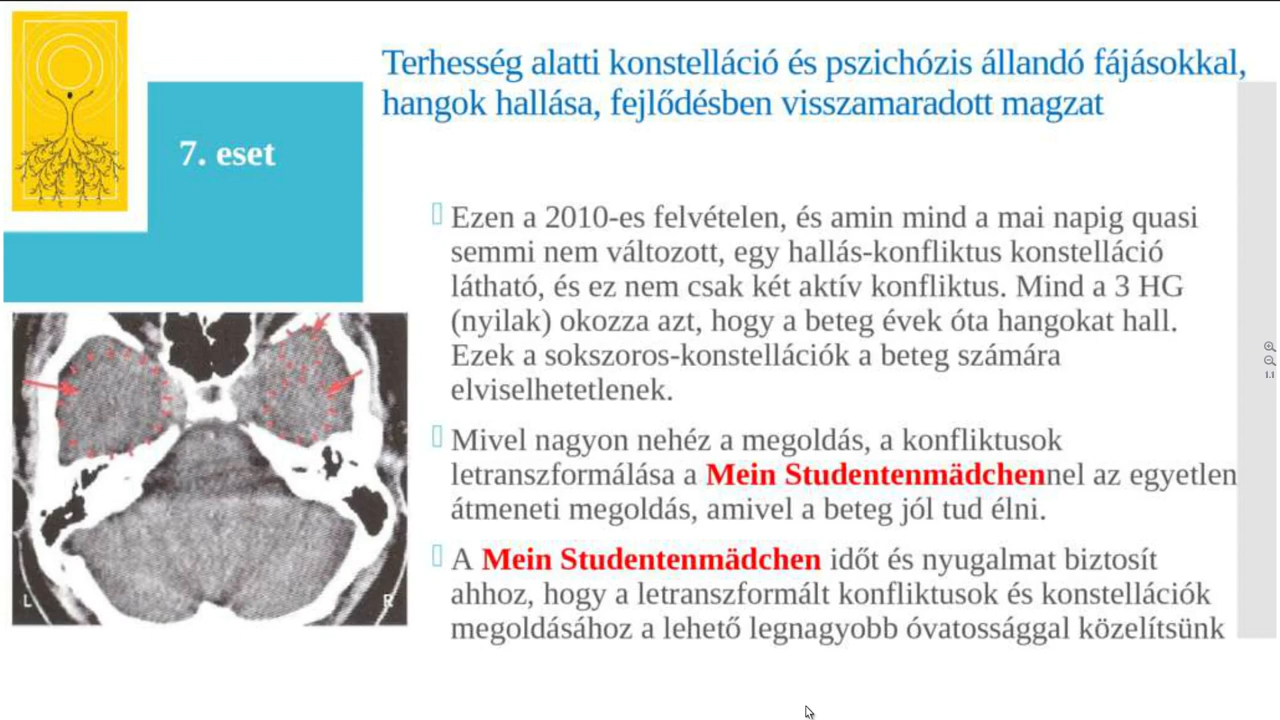 Terhesség alatti konstelláció és pszichózis állandó fájásokkal,
hangok hallása, fejlődésben visszamaradott magzat
7. eset
Ezen a 2010-es felvételen, és amin mind a mai napig quasi
semmi nem változott, egy hallás-konfliktus konstelláció
látható, és ez nem csak két aktív konfliktus. Mind a 3 HG
(nyilak) okozza azt, hogy a beteg évek óta hangokat hall.
Ezek a sokszoros-konstellációk a beteg számára
elviselhetetlenek.
Mivel nagyon nehéz a megoldás, a konfliktusok
letranszformálása a Mein Studentenmädchennel az egyetlen
átmeneti megoldás, amivel a beteg jól tud élni.
A Mein Studentenmädchen időt és nyugalmat biztosít
ahhoz, hogy a letranszformált konfliktusok és konstellációk
megoldásához a lehető legnagyobb óvatossággal közelítsünk
L
R
1:1